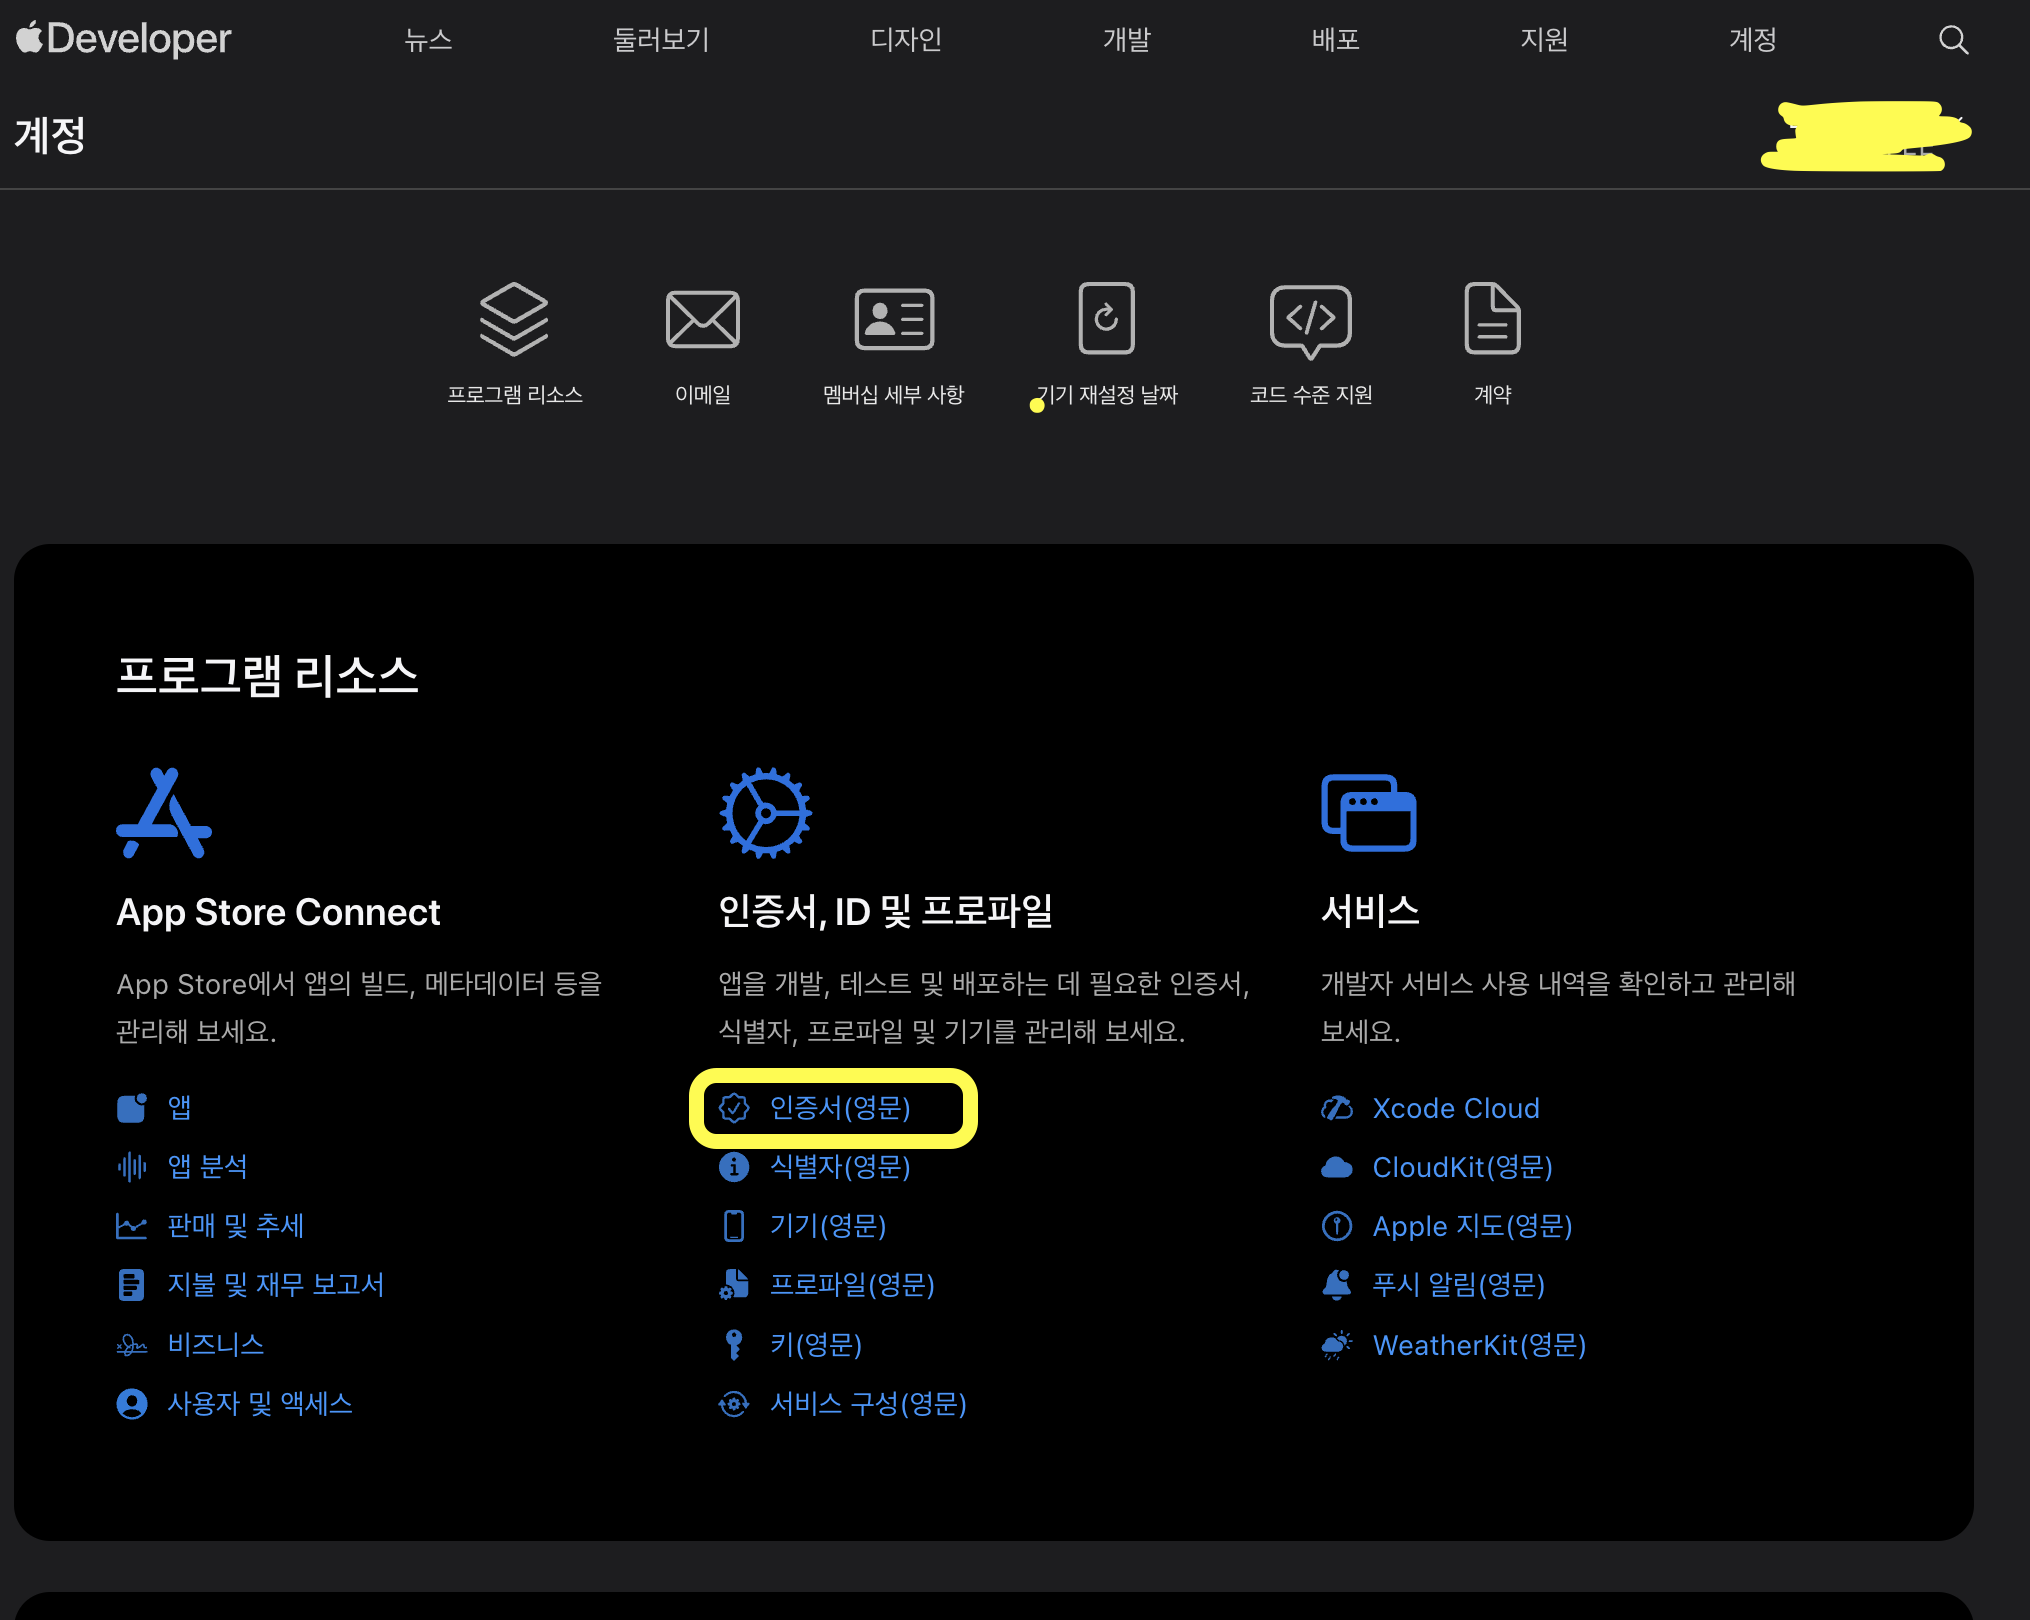 Developer
뉴스
둘러보기
디자인
개발
배포
지원
계정
계정
프로그램 리소스
이메일
멤버십 세부 사항
기기 재설정 날짜
코드 수준 지원
계약
프로그램 리소스
App Store Connect
App Store에서 앱의 빌드, 메타데이터 등을
관리해 보세요.
앱
앱 분석
판매 및 추세
지불 및 재무 보고서
비즈니스
사용자 및 액세스
인증서, ID 및 프로파일
앱을 개발, 테스트 및 배포하는 데 필요한 인증서,
식별자, 프로파일 및 기기를 관리해 보세요.
인증서(영문)
식별자(영문)
기기(영문)
프로파일(영문)
키(영문)
서비스 구성(영문)
서비스
개발자 서비스 사용 내역을 확인하고 관리해
보세요.
Xcode Cloud
CloudKit(영문)
Apple 지도(영문)
푸시 알림(영문)
WeatherKit(영문)